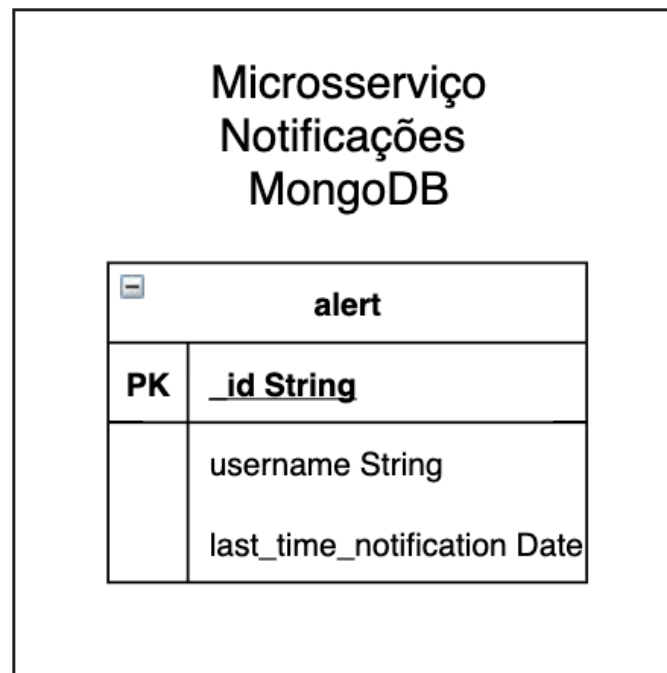 Microsserviço
Notificações
MongoDB
alert
PK _id String
username String
last_time_notification Date